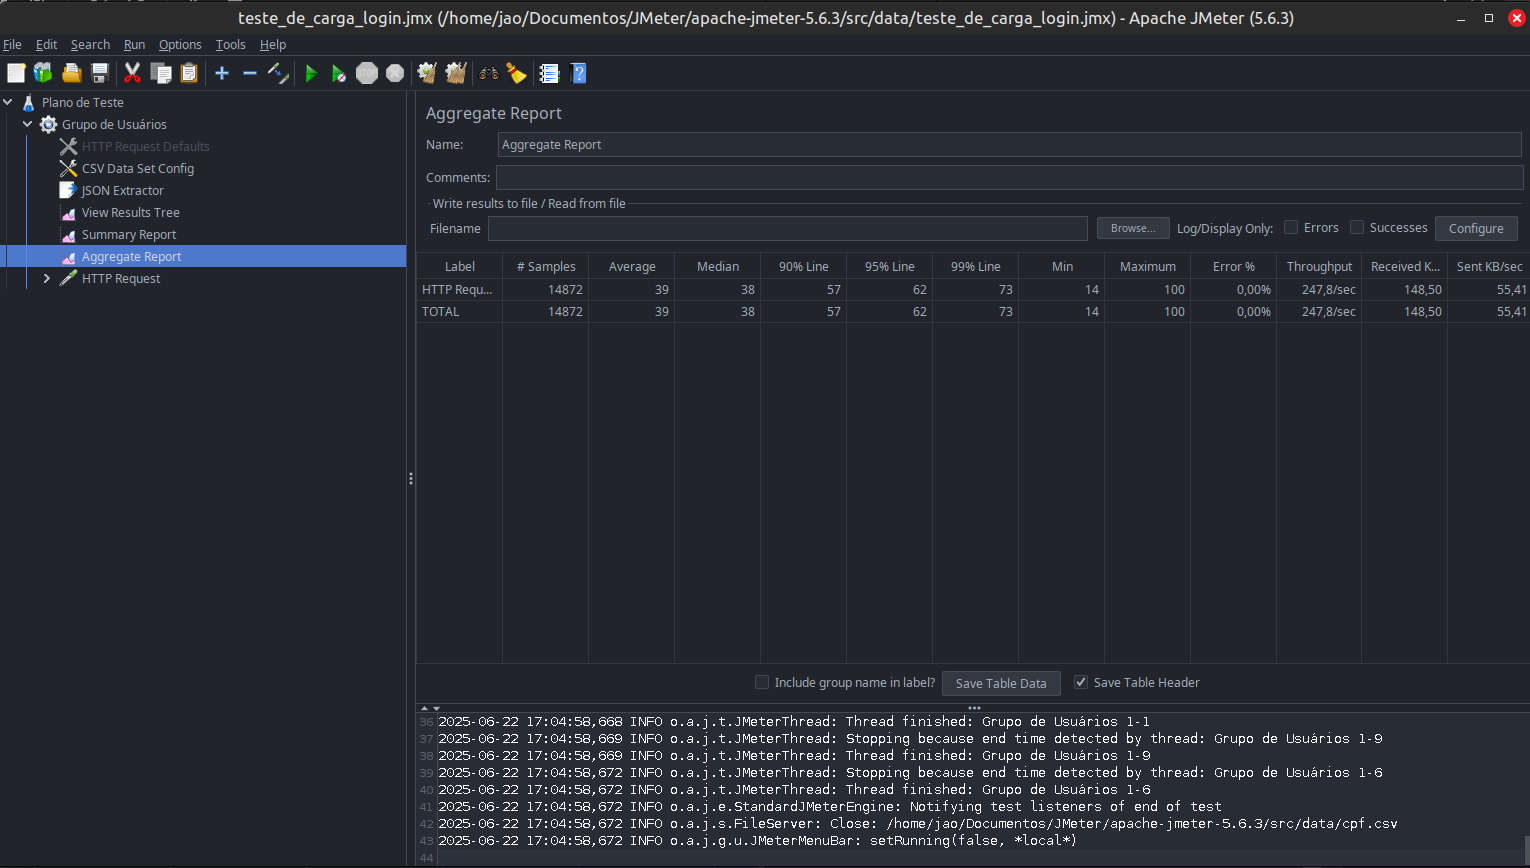 teste_de_carga_login.jmx (/home/jao/Documentos/JMeter/apache-jmeter-5.6.3/src/data/teste_de_carga_login.jmx) - Apache JMeter (5.6.3)
File Edit Search Run Options Tools Help
STOP
Plano de Teste
Grupo de Usuários
HTTP Request Defaults
CSV Data Set Config
JSON Extractor
View Results Tree
Summary Report
Aggregate Report
HTTP Request
Aggregate Report
Name: Aggregate Report
Comments:
Write results to file / Read from file
Filename Browse... Log/Display Only: Errors Successes Configure
Label # Samples Average Median 90% Line 95% Line 99% Line Min Maximum Error % Throughput Received K... Sent KB/sec
HTTP Requ... 14872 39 38 57 62 73 14 100 0,00% 247,8/sec 148,50 55,41
TOTAL 14872 39 38 57 62 73 14 100 0,00% 247,8/sec 148,50 55,41
Include group name in label? Save Table Data Save Table Header
36 2025-06-22 17:04:58,668 INFO o.a.j.t.JMeterThread: Thread finished: Grupo de Usuários 1-1
37 2025-06-22 17:04:58,669 INFO o.a.j.t.JMeterThread: Stopping because end time detected by thread: Grupo de Usuários 1-9
38 2025-06-22 17:04:58,669 INFO o.a.j.t.JMeterThread: Thread finished: Grupo de Usuários 1-9
39 2025-06-22 17:04:58,672 INFO o.a.j.t.JMeterThread: Stopping because end time detected by thread: Grupo de Usuários 1-6
40 2025-06-22 17:04:58,672 INFO o.a.j.t.JMeterThread: Thread finished: Grupo de Usuários 1-6
41 2025-06-22 17:04:58,672 INFO o.a.j.e.StandardJMeterEngine: Notifying test listeners of end of test
42 2025-06-22 17:04:58,672 INFO o.a.j.s.FileServer: Close: /home/jao/Documentos/JMeter/apache-jmeter-5.6.3/src/data/cpf.csv
43 2025-06-22 17:04:58,672 INFO o.a.j.g.u.JMeterMenuBar: setRunning(false, *local*)
44